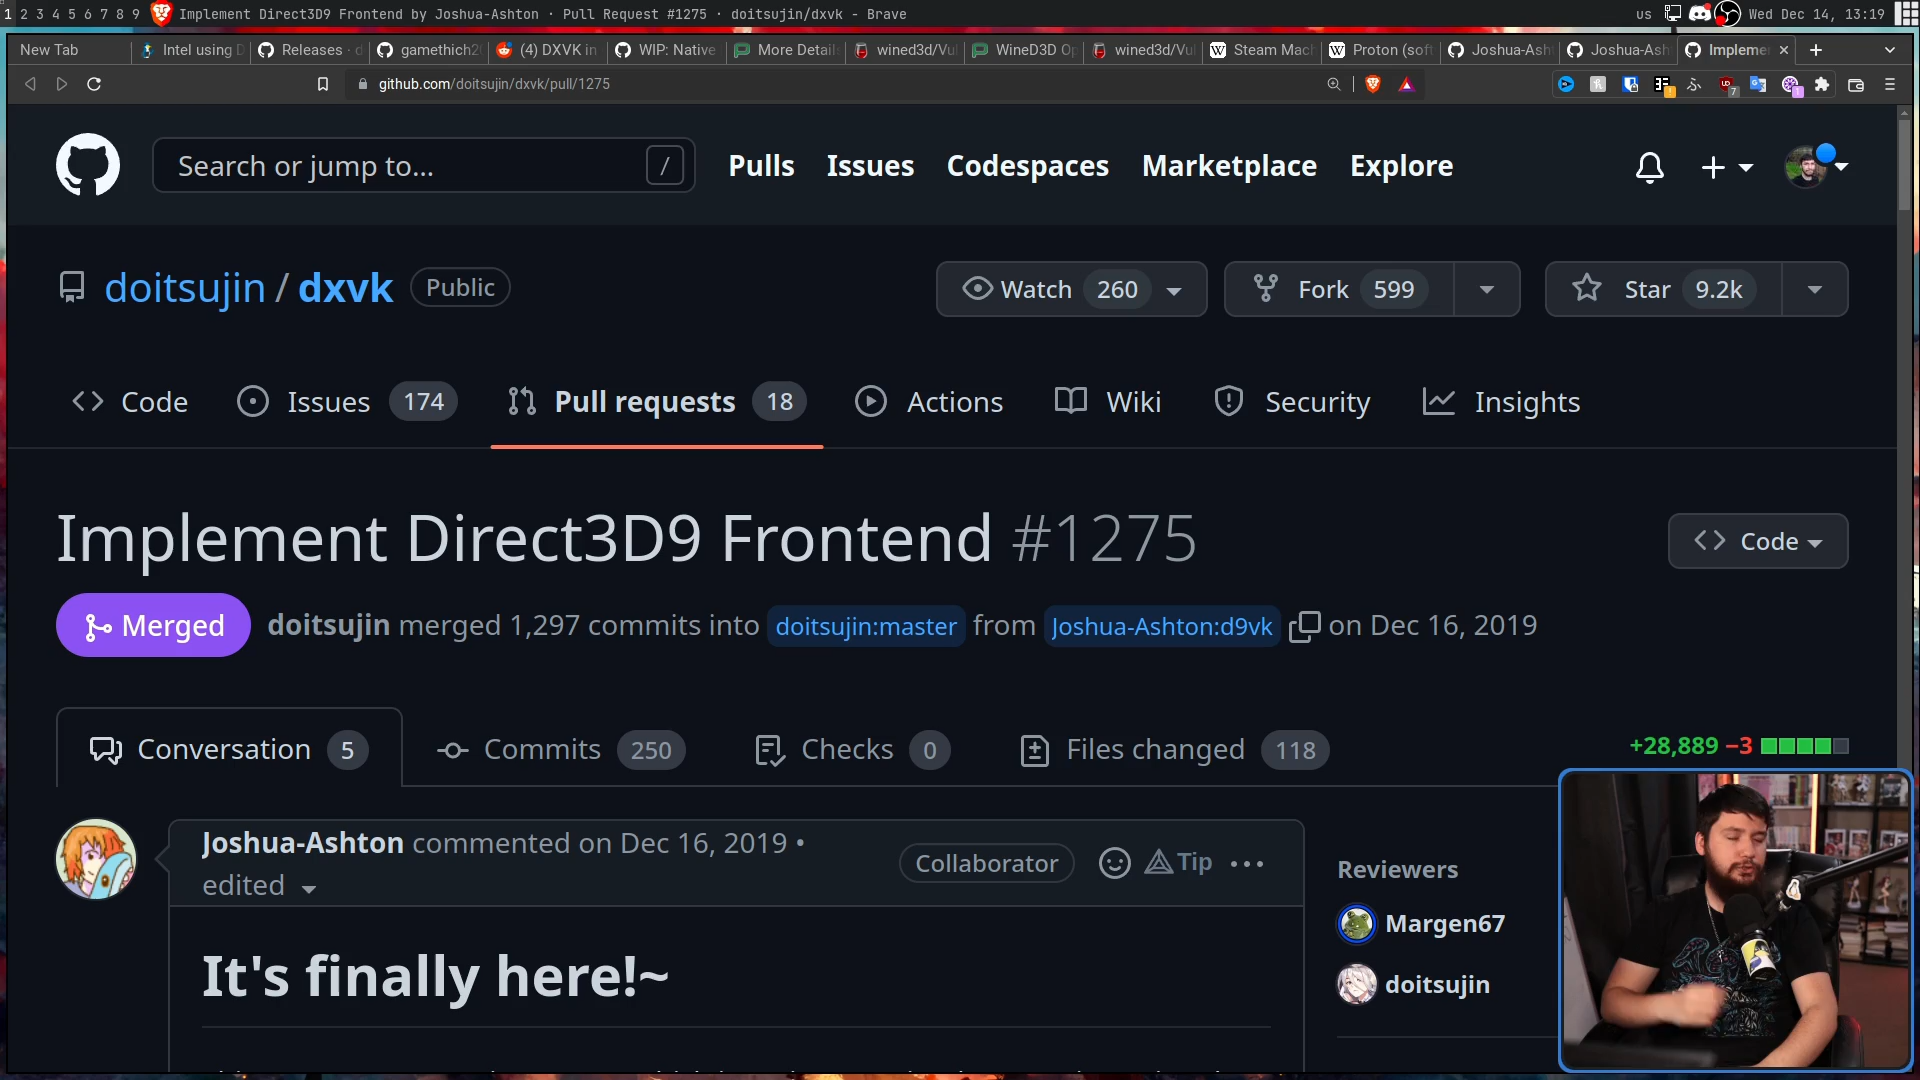 1 2 3 4 5 6 7 8 9 Implement Direct3D9 Frontend by Joshua-Ashton · Pull Request #1275 · doitsujin/dxvk - Brave us Wed Dec 14, 13:19
New Tab Intel using D Releases · d gamethich2 (4) DXVK in WIP: Native More Detail wined3d/Vul WineD3D Op wined3d/Vul Steam Mach Proton (soft Joshua-Asht Joshua-Ash Impleme
github.com/doitsujin/dxvk/pull/1275
Search or jump to... / Pulls Issues Codespaces Marketplace Explore
doitsujin / dxvk Public Watch 260 Fork 599 Star 9.2k
Code Issues 174 Pull requests 18 Actions Wiki Security Insights
Implement Direct3D9 Frontend #1275 Code
Merged doitsujin merged 1,297 commits into doitsujin:master from Joshua-Ashton:d9vk on Dec 16, 2019
Conversation 5 Commits 250 Checks 0 Files changed 118 +28,889 −3
Joshua-Ashton commented on Dec 16, 2019 •
edited Collaborator Tip ...
It's finally here!~
Reviewers
Margen67
doitsujin